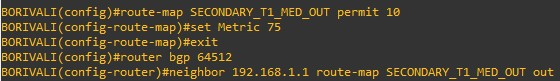 BORIVALI(config)#route-map SECONDARY_T1_MED_OUT permit 10
BORIVALI(config-route-map)#set Metric 75
BORIVALI(config-route-map)#exit
BORIVALI(config)#router bgp 64512
BORIVALI(config-router)#neighbor 192.168.1.1 route-map SECONDARY_T1_MED_OUT out